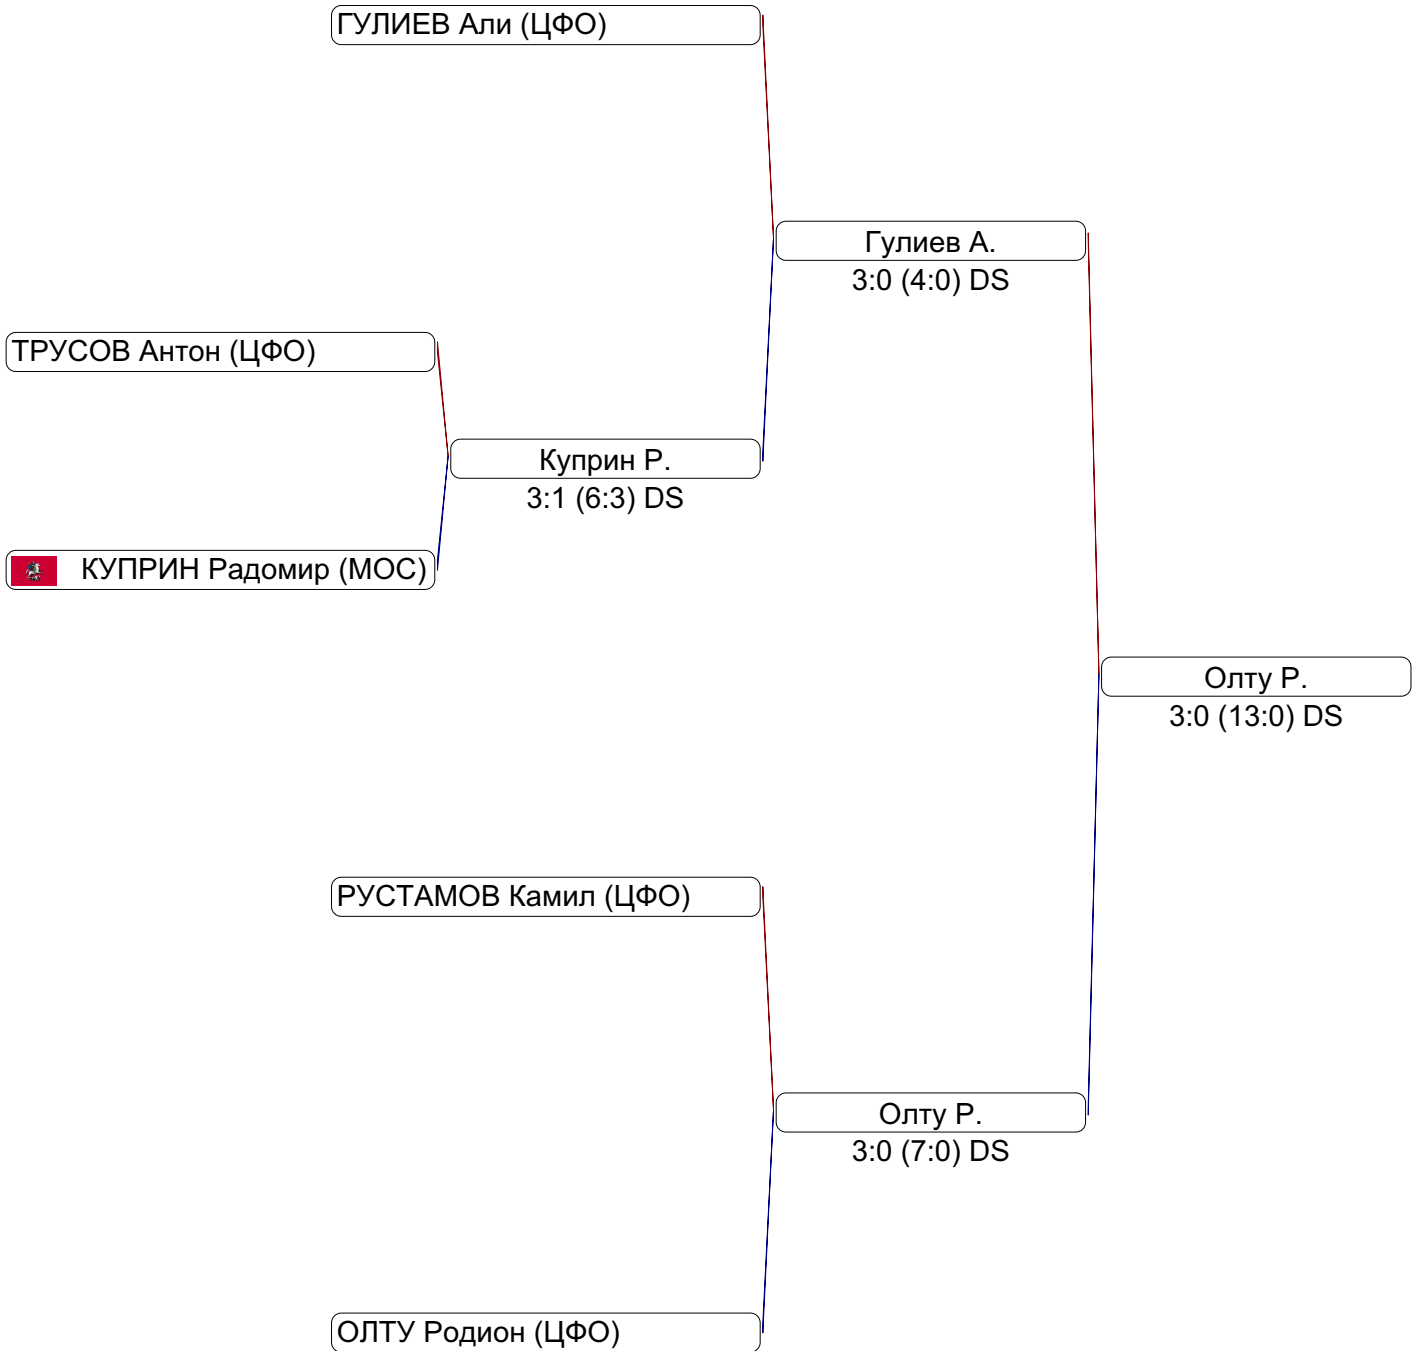 ГУЛИЕВ Али (ЦФО)
Гулиев А.
3:0 (4:0) DS
ТРУСОВ Антон (ЦФО)
Куприн Р.
3:1 (6:3) DS
КУПРИН Радомир (МОС)
Олту Р.
3:0 (13:0) DS
РУСТАМОВ Камил (ЦФО)
Олту Р.
3:0 (7:0) DS
ОЛТУ Родион (ЦФО)